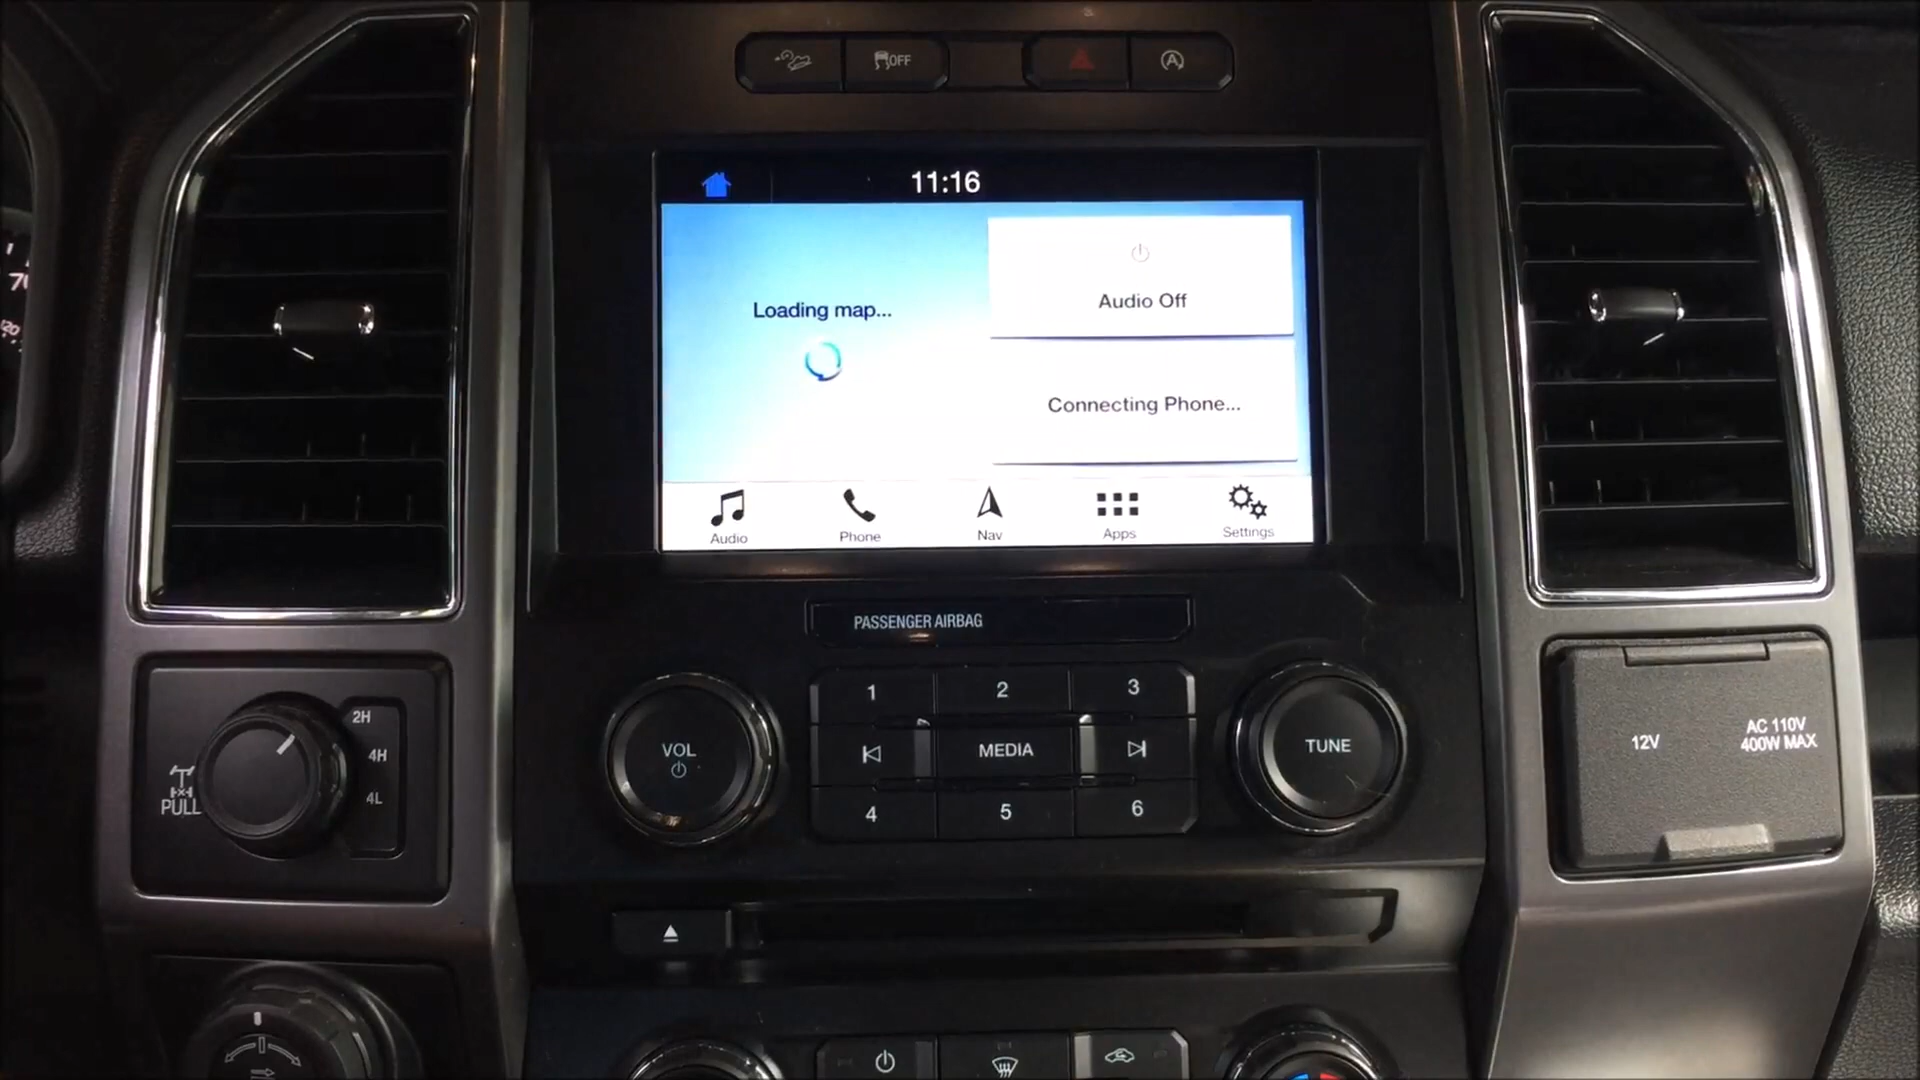 OFF
11:16
Loading map...
Audio Off
Connecting Phone...
Audio
Phone
Nav
Apps
Settings
PASSENGER AIRBAG
2H
4H
4L
PULL
VOL
1
2
3
MEDIA
4
5
6
TUNE
12V
AC 110V
400W MAX
120